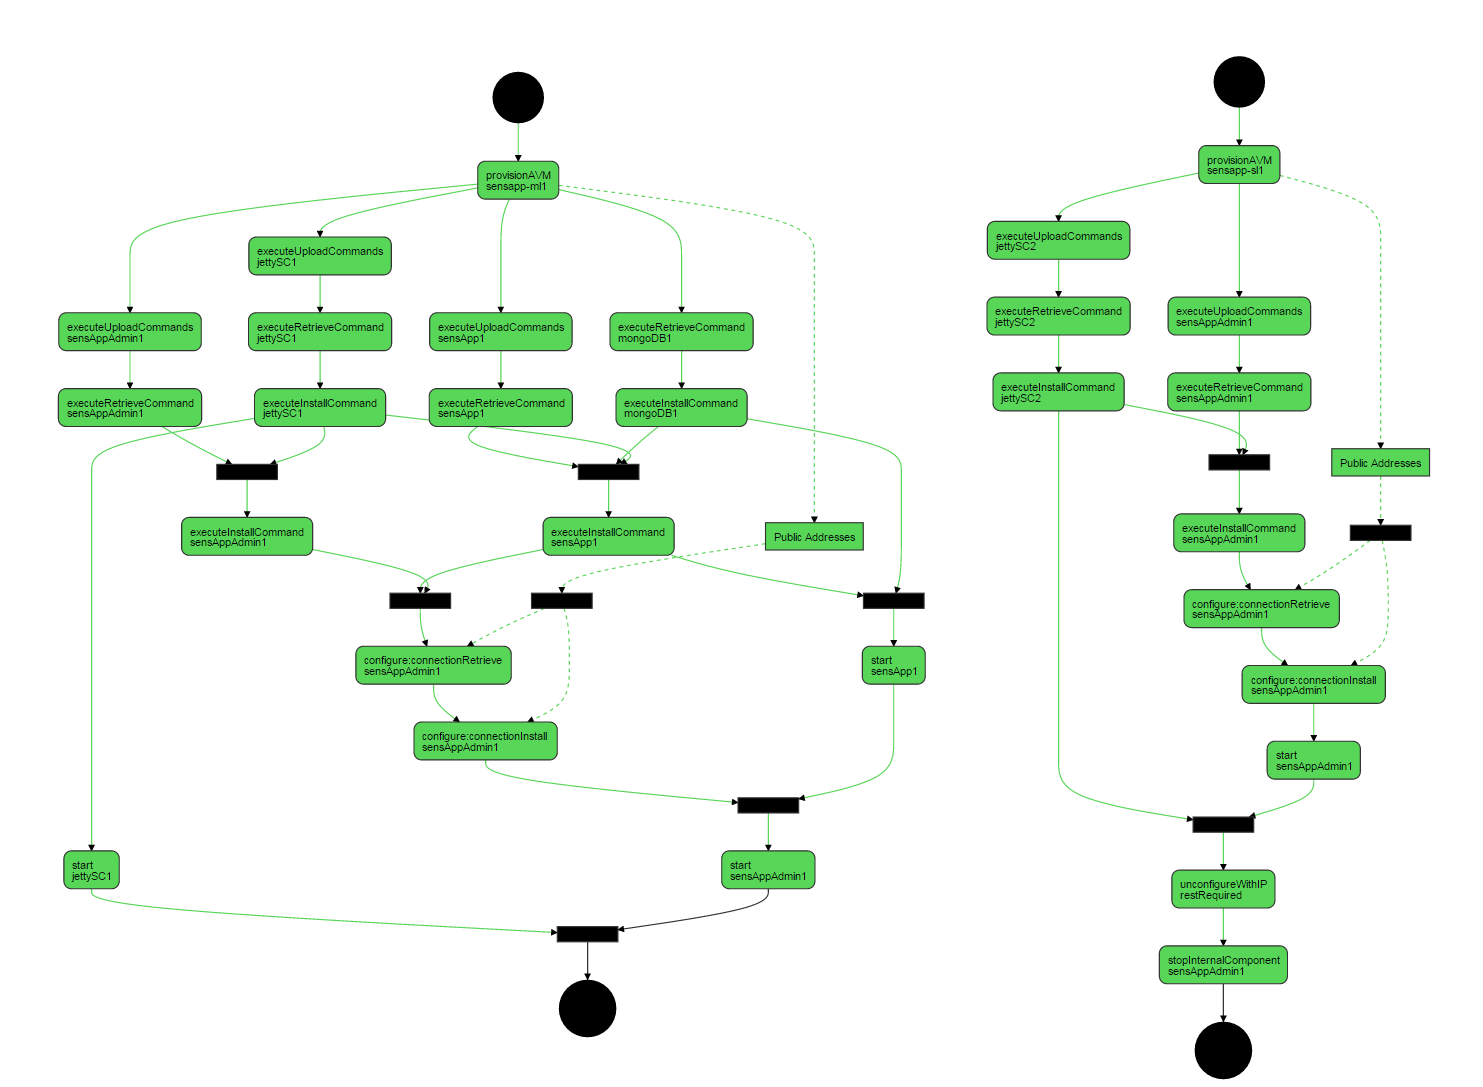 provisionAVM
sensapp-ml1
executeUploadCommands
jettySC1
executeUploadCommands
sensAppAdmin1
executeRetrieveCommand
jettySC1
executeUploadCommands
sensApp1
executeRetrieveCommand
mongoDB1
executeRetrieveCommand
sensAppAdmin1
executeInstallCommand
jettySC1
executeRetrieveCommand
sensApp1
executeInstallCommand
mongoDB1
executeInstallCommand
sensAppAdmin1
executeInstallCommand
sensApp1
Public Addresses
configure:connectionRetrieve
sensAppAdmin1
start
sensApp1
configure:connectionInstall
sensAppAdmin1
start
jettySC1
start
sensAppAdmin1
provisionAVM
sensapp-sl1
executeUploadCommands
jettySC2
executeRetrieveCommand
jettySC2
executeUploadCommands
sensAppAdmin1
executeInstallCommand
jettySC2
executeRetrieveCommand
sensAppAdmin1
Public Addresses
executeInstallCommand
sensAppAdmin1
configure:connectionRetrieve
sensAppAdmin1
configure:connectionInstall
sensAppAdmin1
start
sensAppAdmin1
unconfigureWithIP
restRequired
stopInternalComponent
sensAppAdmin1